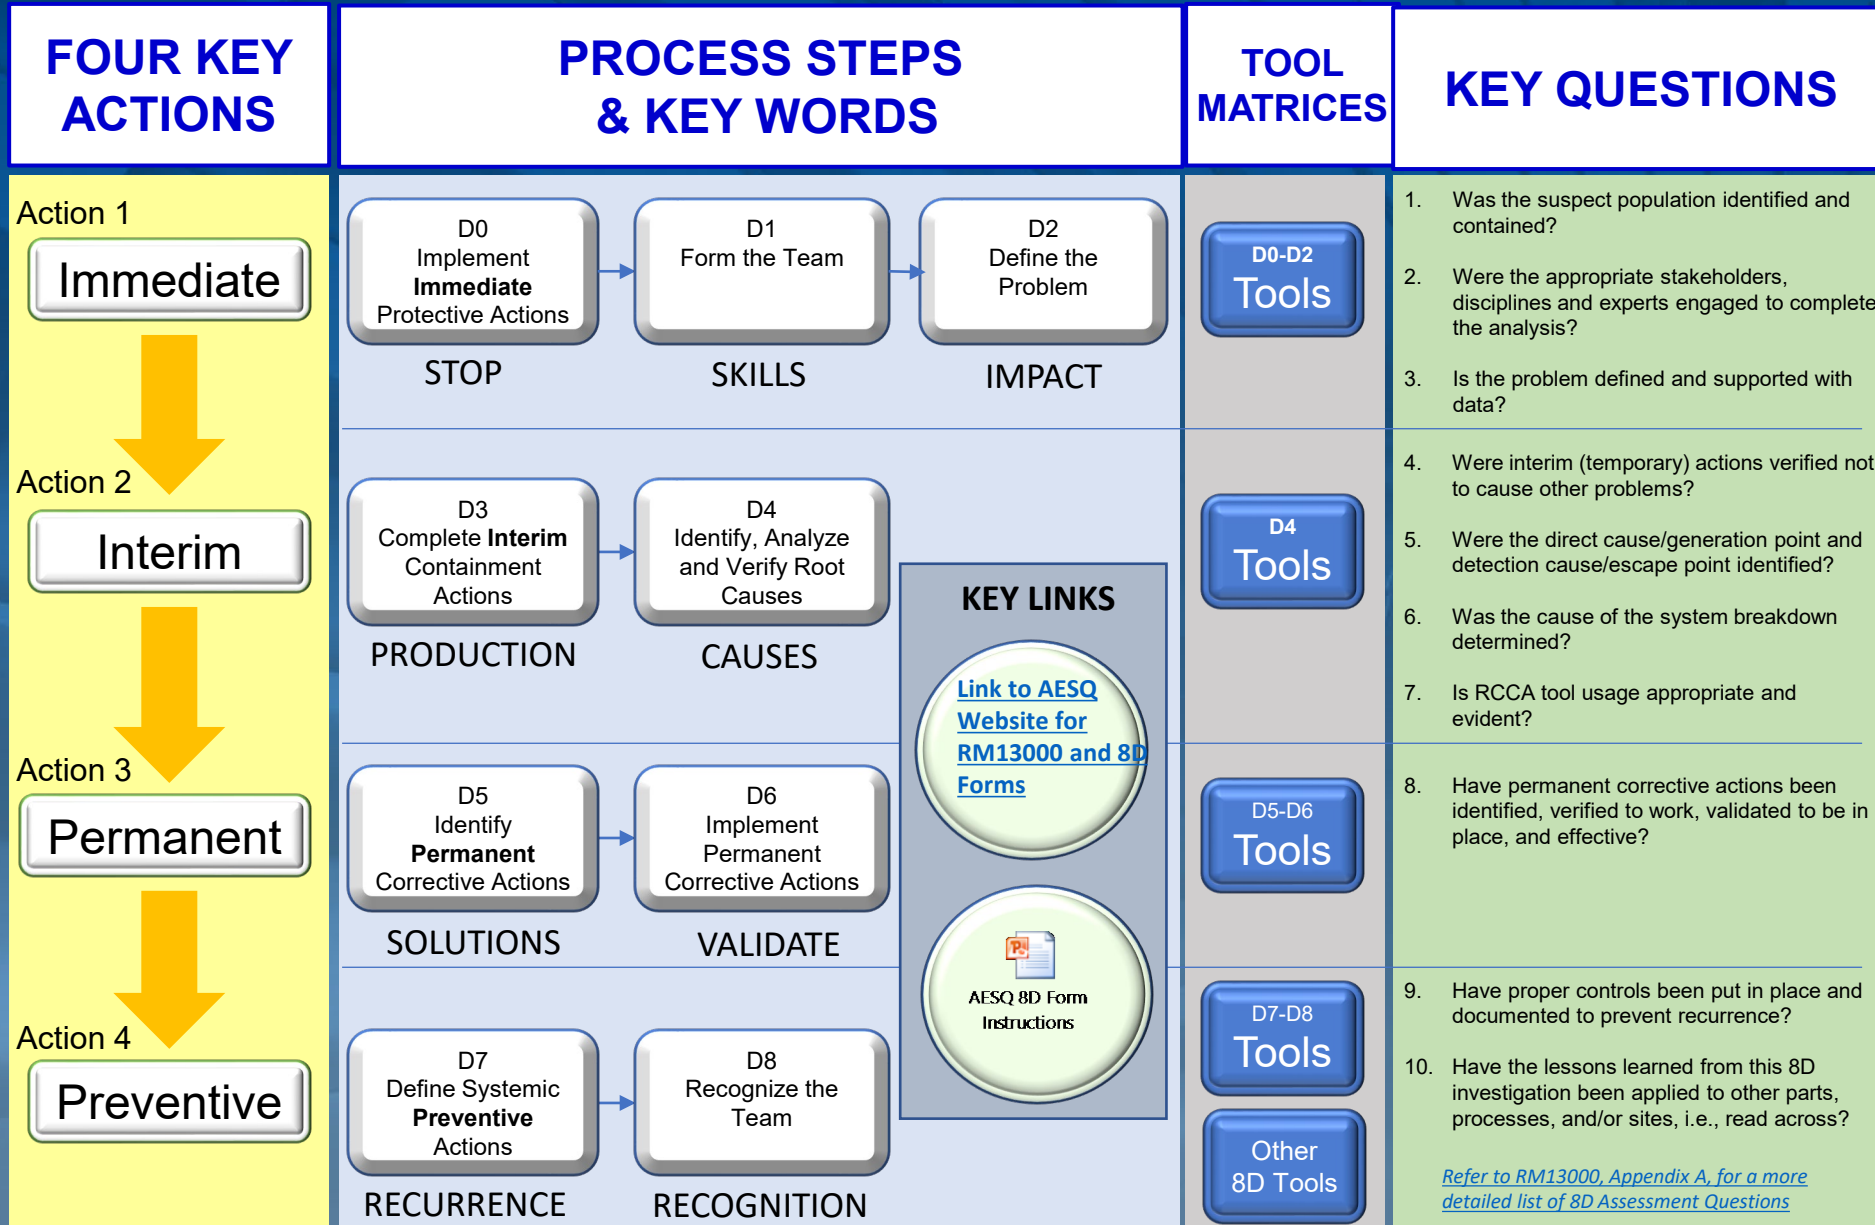 FOUR KEY
ACTIONS
PROCESS STEPS
& KEY WORDS
TOOL
MATRICES
KEY QUESTIONS
Action 1
Immediate
D0
Implement
Immediate
Protective Actions
STOP
D1
Form the Team
SKILLS
D2
Define the
Problem
IMPACT
D0-D2
Tools
1. Was the suspect population identified and
contained?
2. Were the appropriate stakeholders,
disciplines and experts engaged to complete
the analysis?
3. Is the problem defined and supported with
data?
Action 2
Interim
D3
Complete Interim
Containment
Actions
PRODUCTION
D4
Identify, Analyze
and Verify Root
Causes
CAUSES
D4
Tools
4. Were interim (temporary) actions verified not
to cause other problems?
5. Were the direct cause/generation point and
detection cause/escape point identified?
6. Was the cause of the system breakdown
determined?
7. Is RCCA tool usage appropriate and
evident?
KEY LINKS
Link to AESQ
Website for
RM13000 and 8D
Forms
AESQ 8D Form
Instructions
Action 3
Permanent
D5
Identify
Permanent
Corrective Actions
SOLUTIONS
D6
Implement
Permanent
Corrective Actions
VALIDATE
D5-D6
Tools
8. Have permanent corrective actions been
identified, verified to work, validated to be in
place, and effective?
Action 4
Preventive
D7
Define Systemic
Preventive
Actions
RECURRENCE
D8
Recognize the
Team
RECOGNITION
D7-D8
Tools
Other
8D Tools
9. Have proper controls been put in place and
documented to prevent recurrence?
10. Have the lessons learned from this 8D
investigation been applied to other parts,
processes, and/or sites, i.e., read across?
Refer to RM13000, Appendix A, for a more
detailed list of 8D Assessment Questions